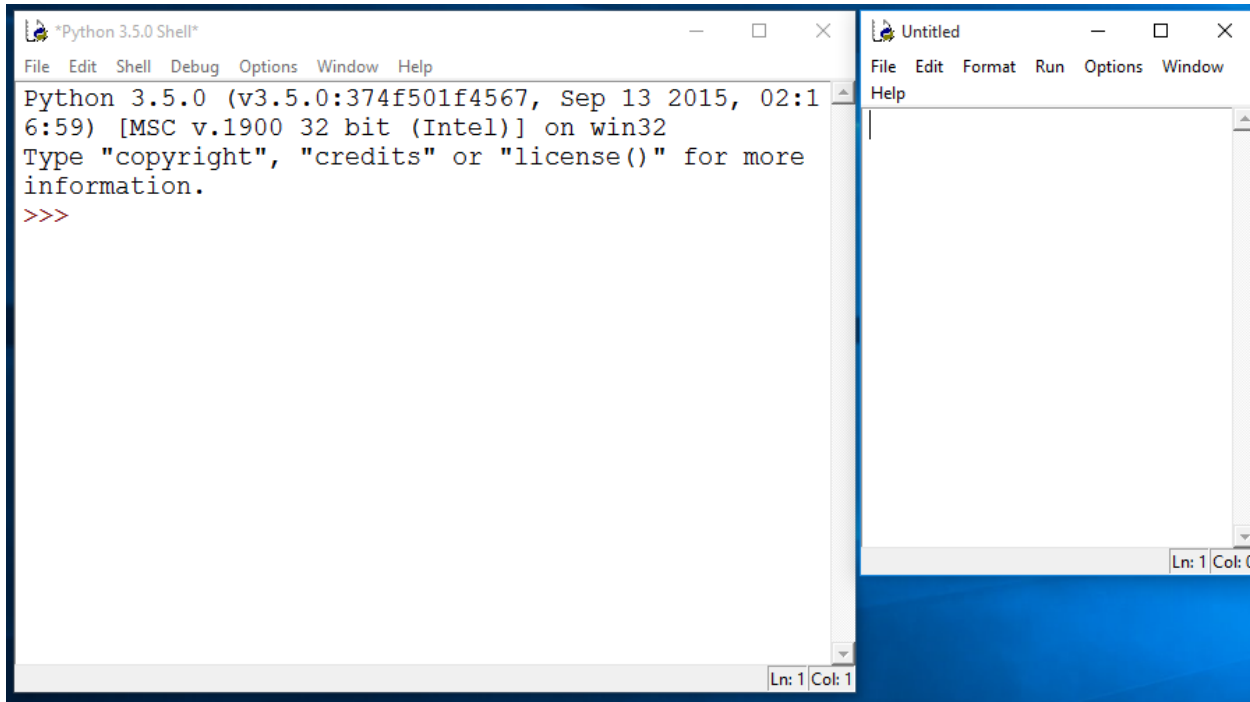 *Python 3.5.0 Shell*
File Edit Shell Debug Options Window Help
Python 3.5.0 (v3.5.0:374f501f4567, Sep 13 2015, 02:1
6:59) [MSC v.1900 32 bit (Intel)] on win32
Type "copyright", "credits" or "license()" for more
information.
>>>
Ln: 1 Col: 1
Untitled
File Edit Format Run Options Window
Help
Ln: 1 Col: 0